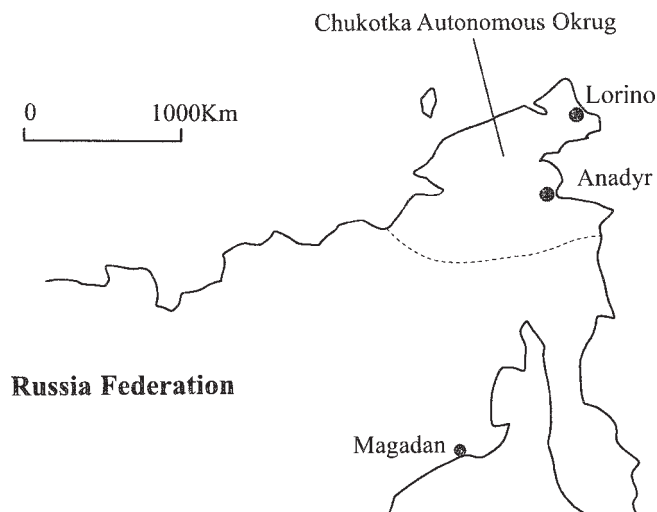 Chukotka Autonomous Okrug
Lorino
0 1000Km
Anadyr
Russia Federation
Magadan